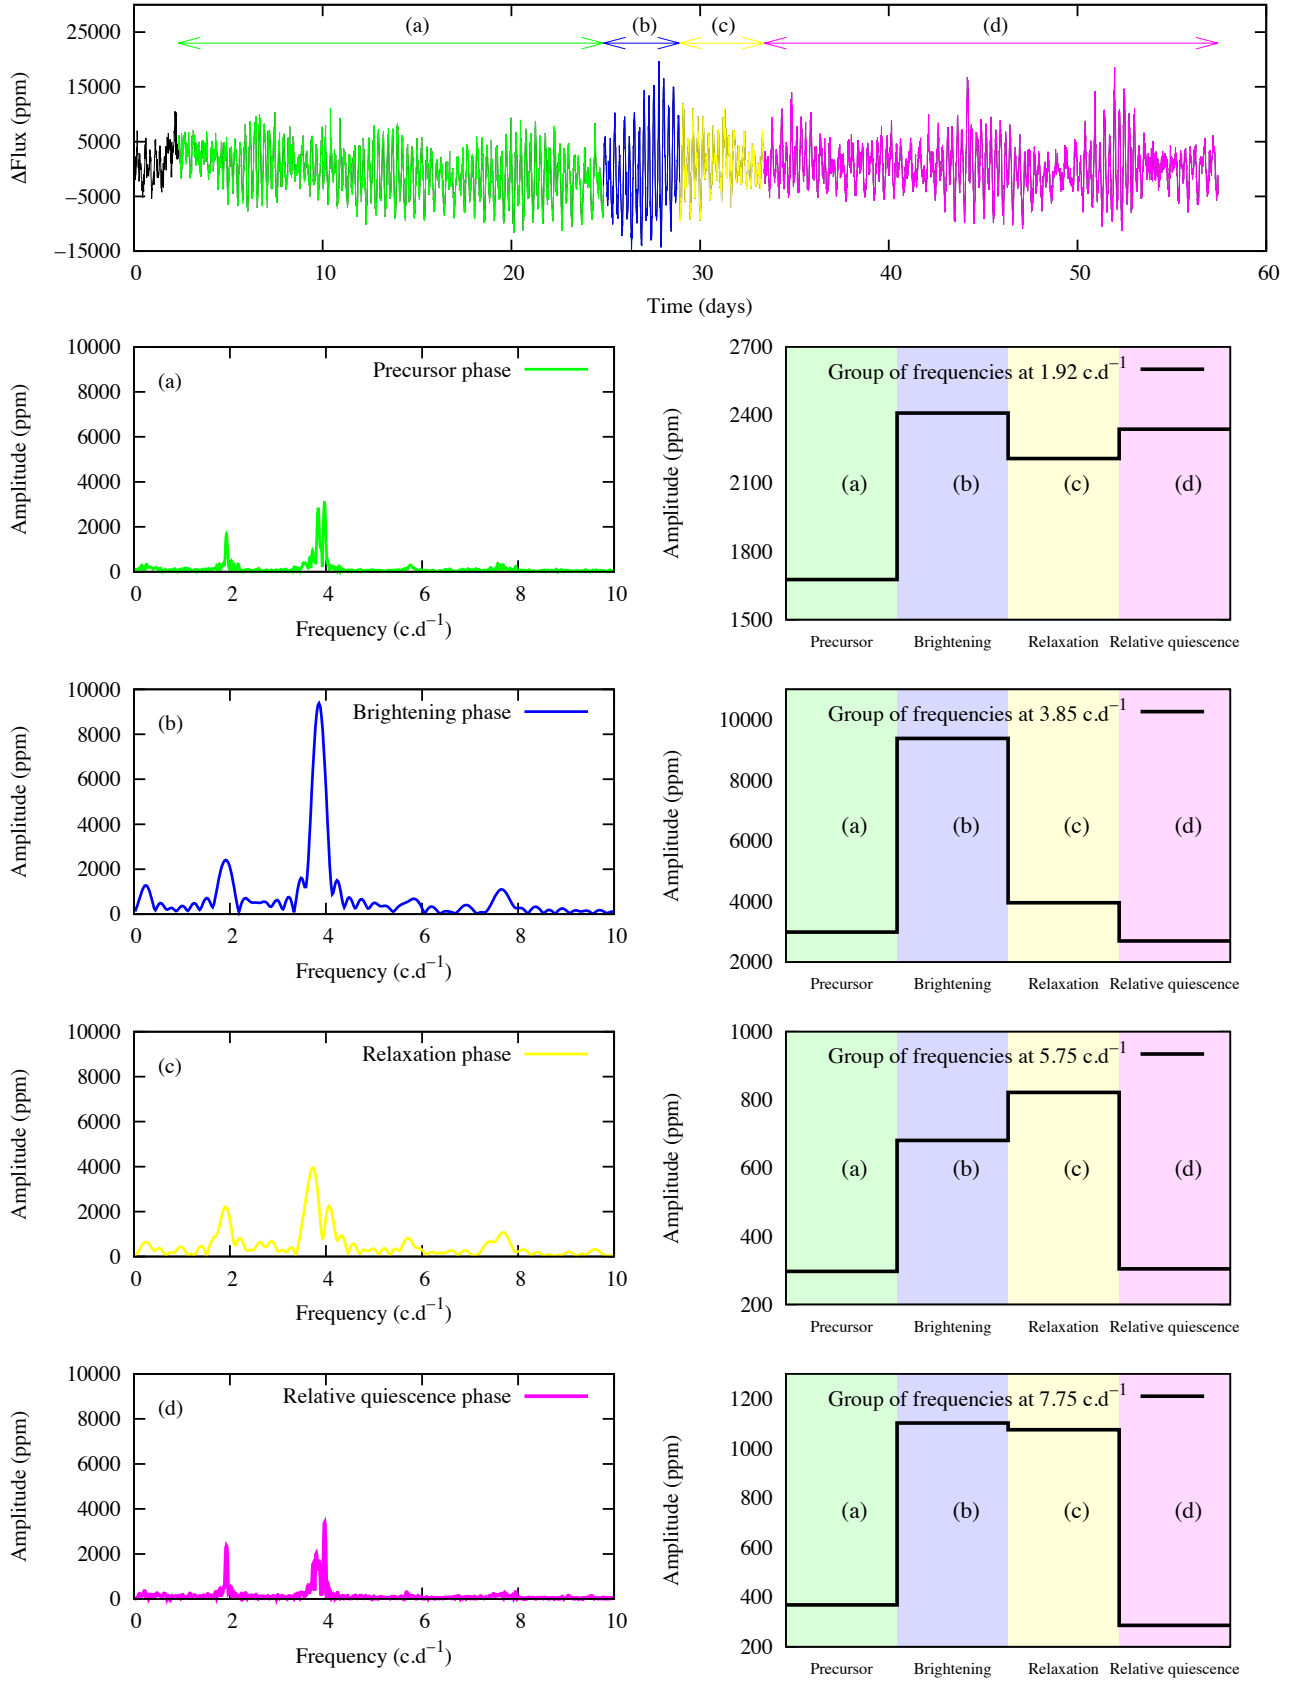 25000
15000
5000
−5000
−15000
ΔFlux (ppm)
(a)
(b)
(c)
(d)
0
10
20
30
40
50
60
Time (days)
10000
8000
6000
4000
2000
0
Amplitude (ppm)
(a)
Precursor phase
0
2
4
6
8
10
Frequency (c.d⁻¹)
2700
2400
2100
1800
1500
Amplitude (ppm)
Group of frequencies at 1.92 c.d⁻¹
(a)
(b)
(c)
(d)
Precursor
Brightening
Relaxation
Relative quiescence
10000
8000
6000
4000
2000
0
Amplitude (ppm)
(b)
Brightening phase
0
2
4
6
8
10
Frequency (c.d⁻¹)
10000
8000
6000
4000
2000
Amplitude (ppm)
Group of frequencies at 3.85 c.d⁻¹
(a)
(b)
(c)
(d)
Precursor
Brightening
Relaxation
Relative quiescence
10000
8000
6000
4000
2000
0
Amplitude (ppm)
(c)
Relaxation phase
0
2
4
6
8
10
Frequency (c.d⁻¹)
1000
800
600
400
200
Amplitude (ppm)
Group of frequencies at 5.75 c.d⁻¹
(a)
(b)
(c)
(d)
Precursor
Brightening
Relaxation
Relative quiescence
10000
8000
6000
4000
2000
0
Amplitude (ppm)
(d)
Relative quiescence phase
0
2
4
6
8
10
Frequency (c.d⁻¹)
1200
1000
800
600
400
200
Amplitude (ppm)
Group of frequencies at 7.75 c.d⁻¹
(a)
(b)
(c)
(d)
Precursor
Brightening
Relaxation
Relative quiescence